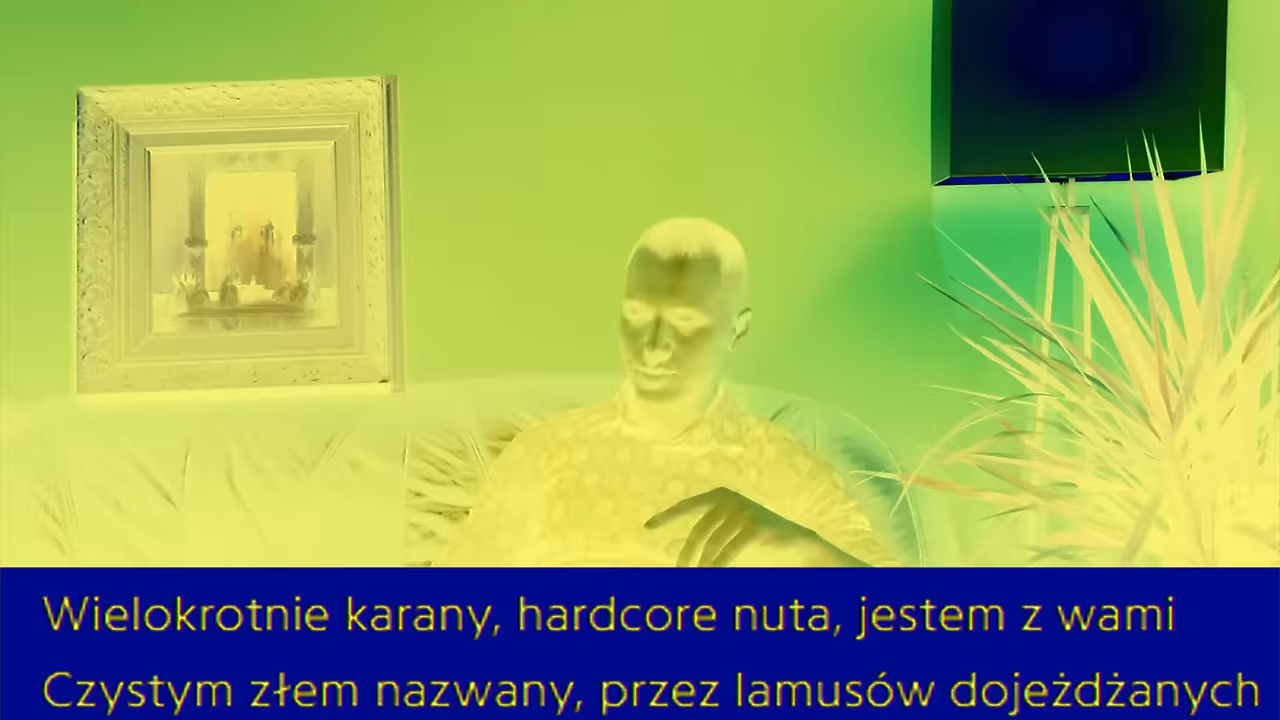 Wielokrotnie karany, hardcore nuta, jestem z wami
Czystym złem nazwany, przez lamusów dojeżdżanych